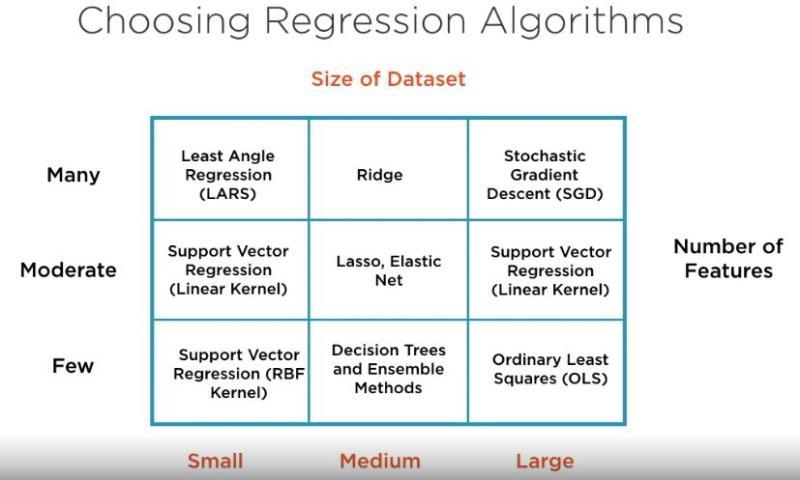 Choosing Regression Algorithms
Size of Dataset
Many
Least Angle
Regression
(LARS)
Ridge
Stochastic
Gradient
Descent (SGD)
Moderate
Support Vector
Regression
(Linear Kernel)
Lasso, Elastic
Net
Support Vector
Regression
(Linear Kernel)
Number of
Features
Few
Support Vector
Regression (RBF
Kernel)
Decision Trees
and Ensemble
Methods
Ordinary Least
Squares (OLS)
Small
Medium
Large